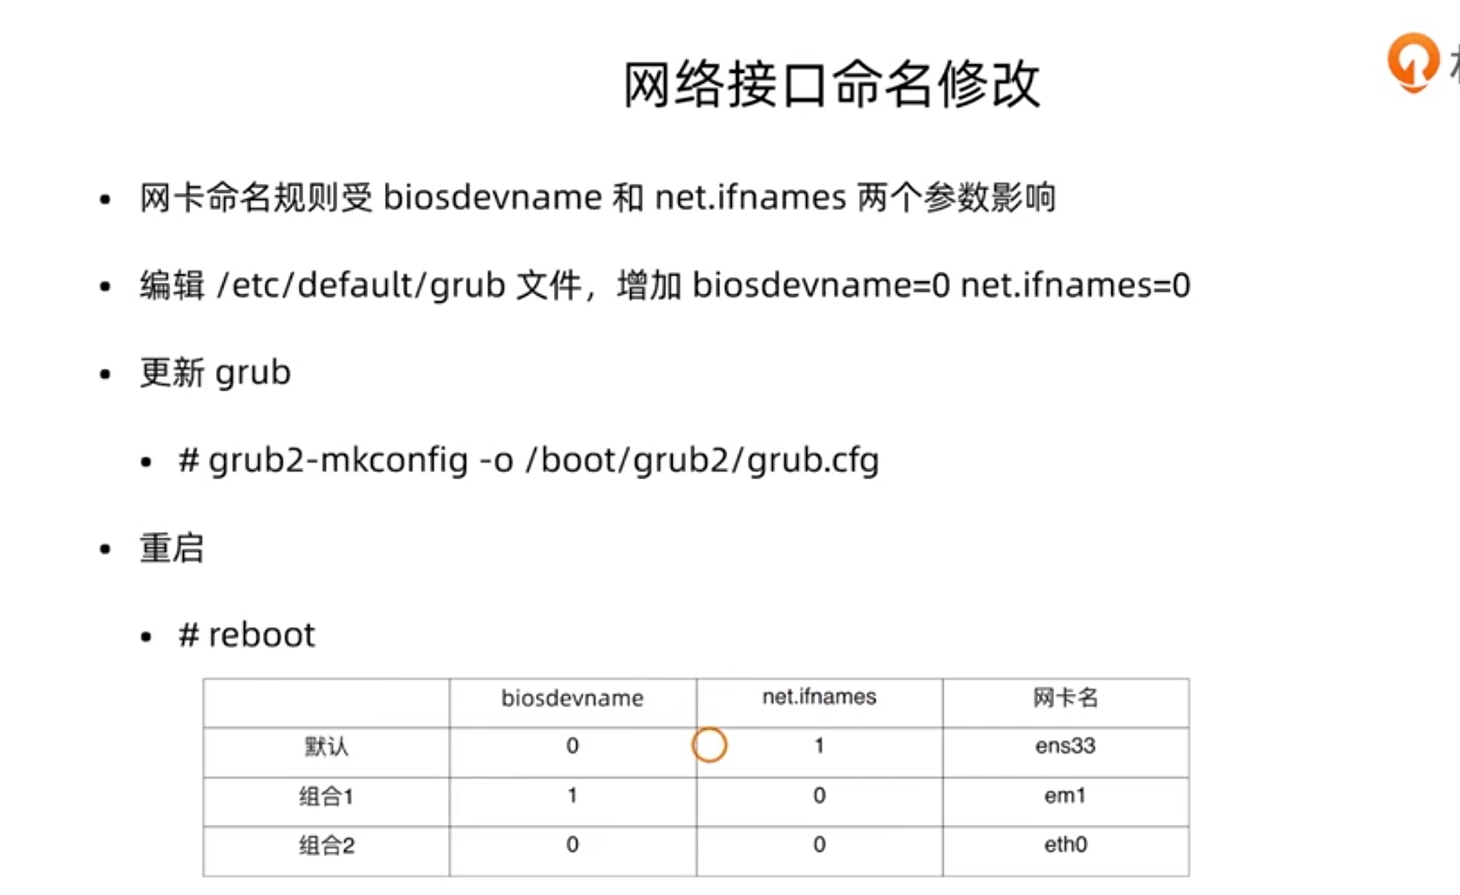 网络接口命名修改
• 网卡命名规则受 biosdevname 和 net.ifnames 两个参数影响
• 编辑 /etc/default/grub 文件，增加 biosdevname=0 net.ifnames=0
• 更新 grub
• # grub2-mkconfig -o /boot/grub2/grub.cfg
• 重启
• # reboot
biosdevname net.ifnames 网卡名
默认 0 1 ens33
组合1 1 0 em1
组合2 0 0 eth0